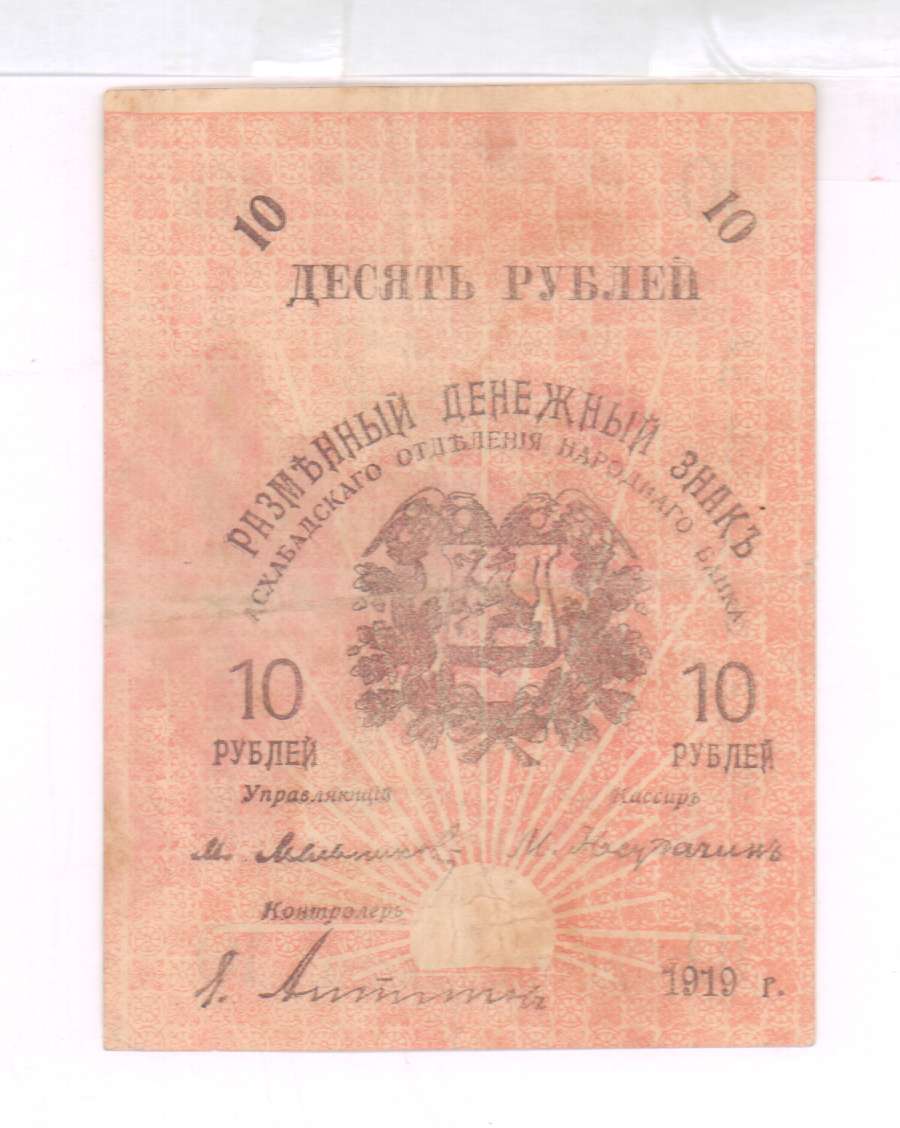 10 10
ДЕСЯТЬ РУБЛЕЙ
РАЗМѢННЫЙ ДЕНЕЖНЫЙ ЗНАКЪ
АСХАБАДСКАГО ОТДѢЛЕНІЯ НАРОДНАГО БАНКА
10 10
РУБЛЕЙ РУБЛЕЙ
Управляющій Кассиръ
М. Мельниковъ М.
Контролеръ
1919 г.